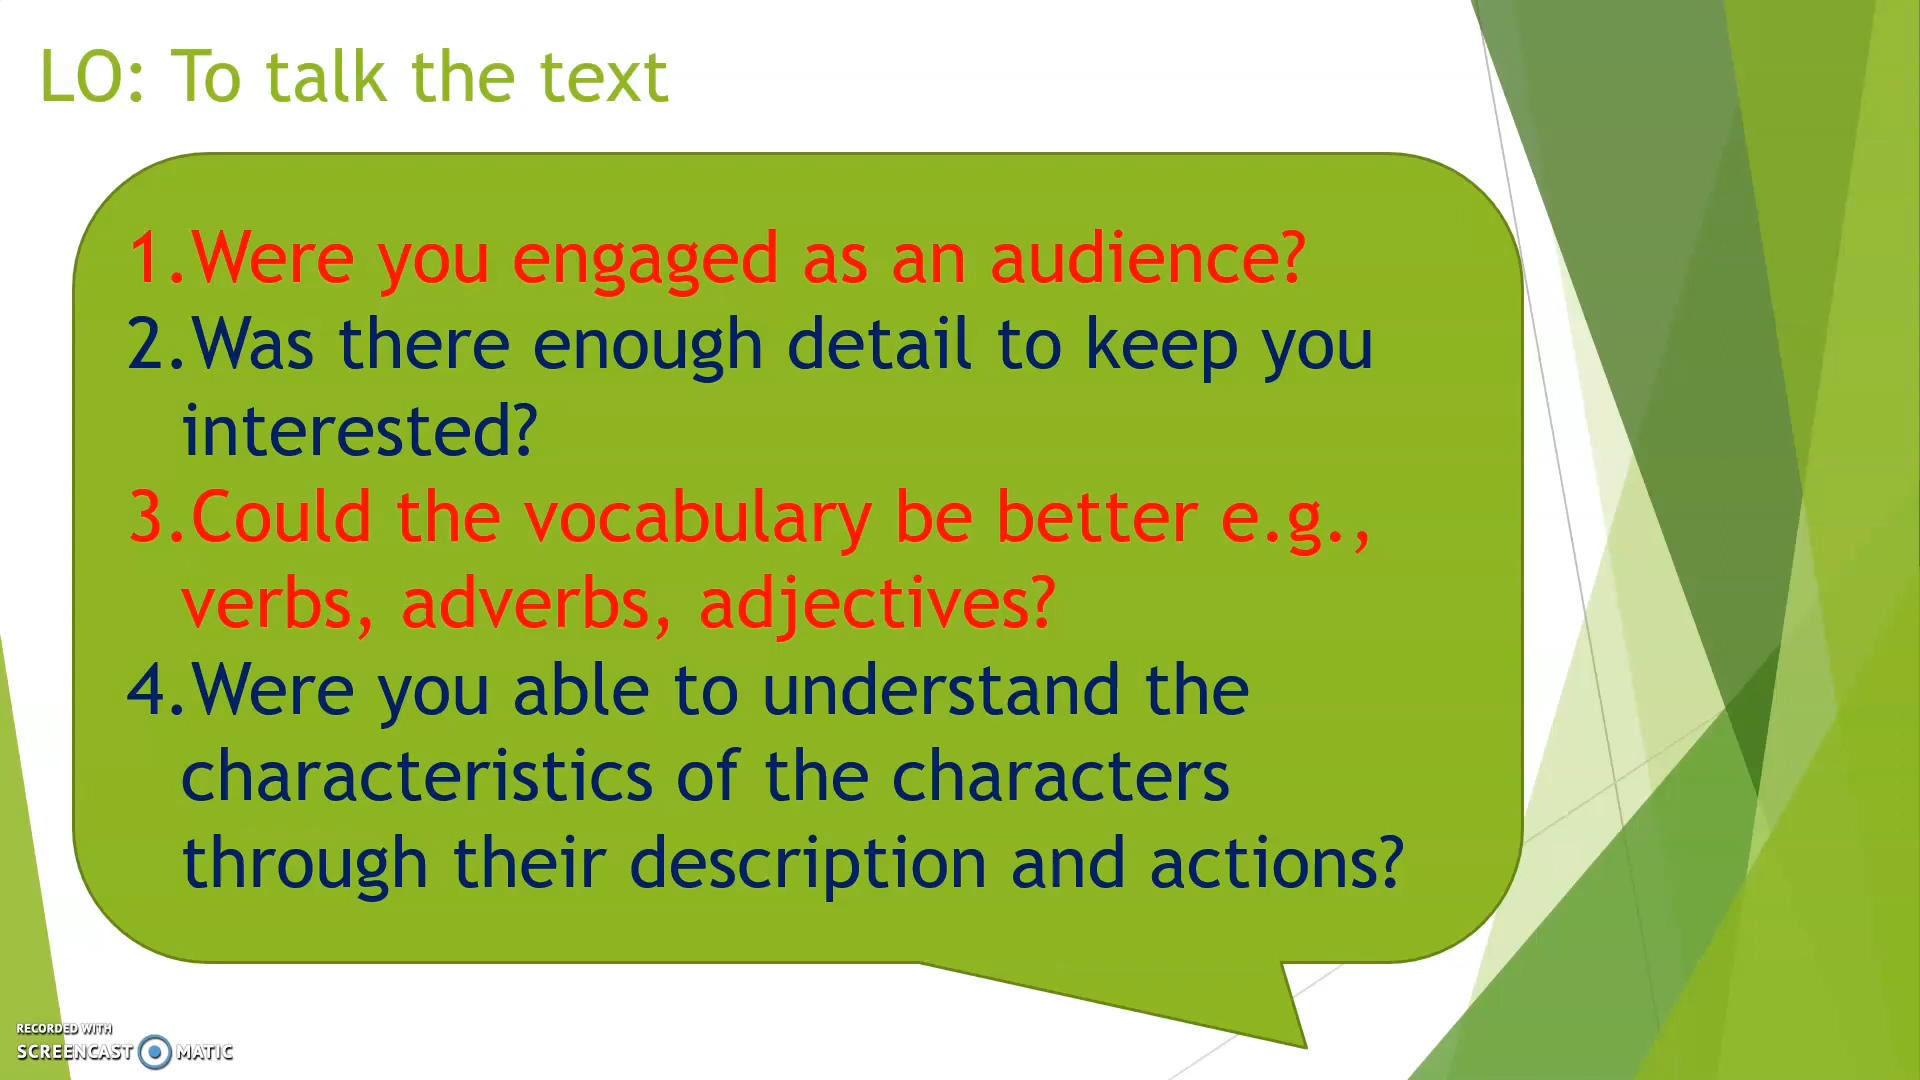 LO: To talk the text
1.Were you engaged as an audience?
2.Was there enough detail to keep you
interested?
3.Could the vocabulary be better e.g.,
verbs, adverbs, adjectives?
4.Were you able to understand the
characteristics of the characters
through their description and actions?
RECORDED WITH
SCREENCAST MATIC